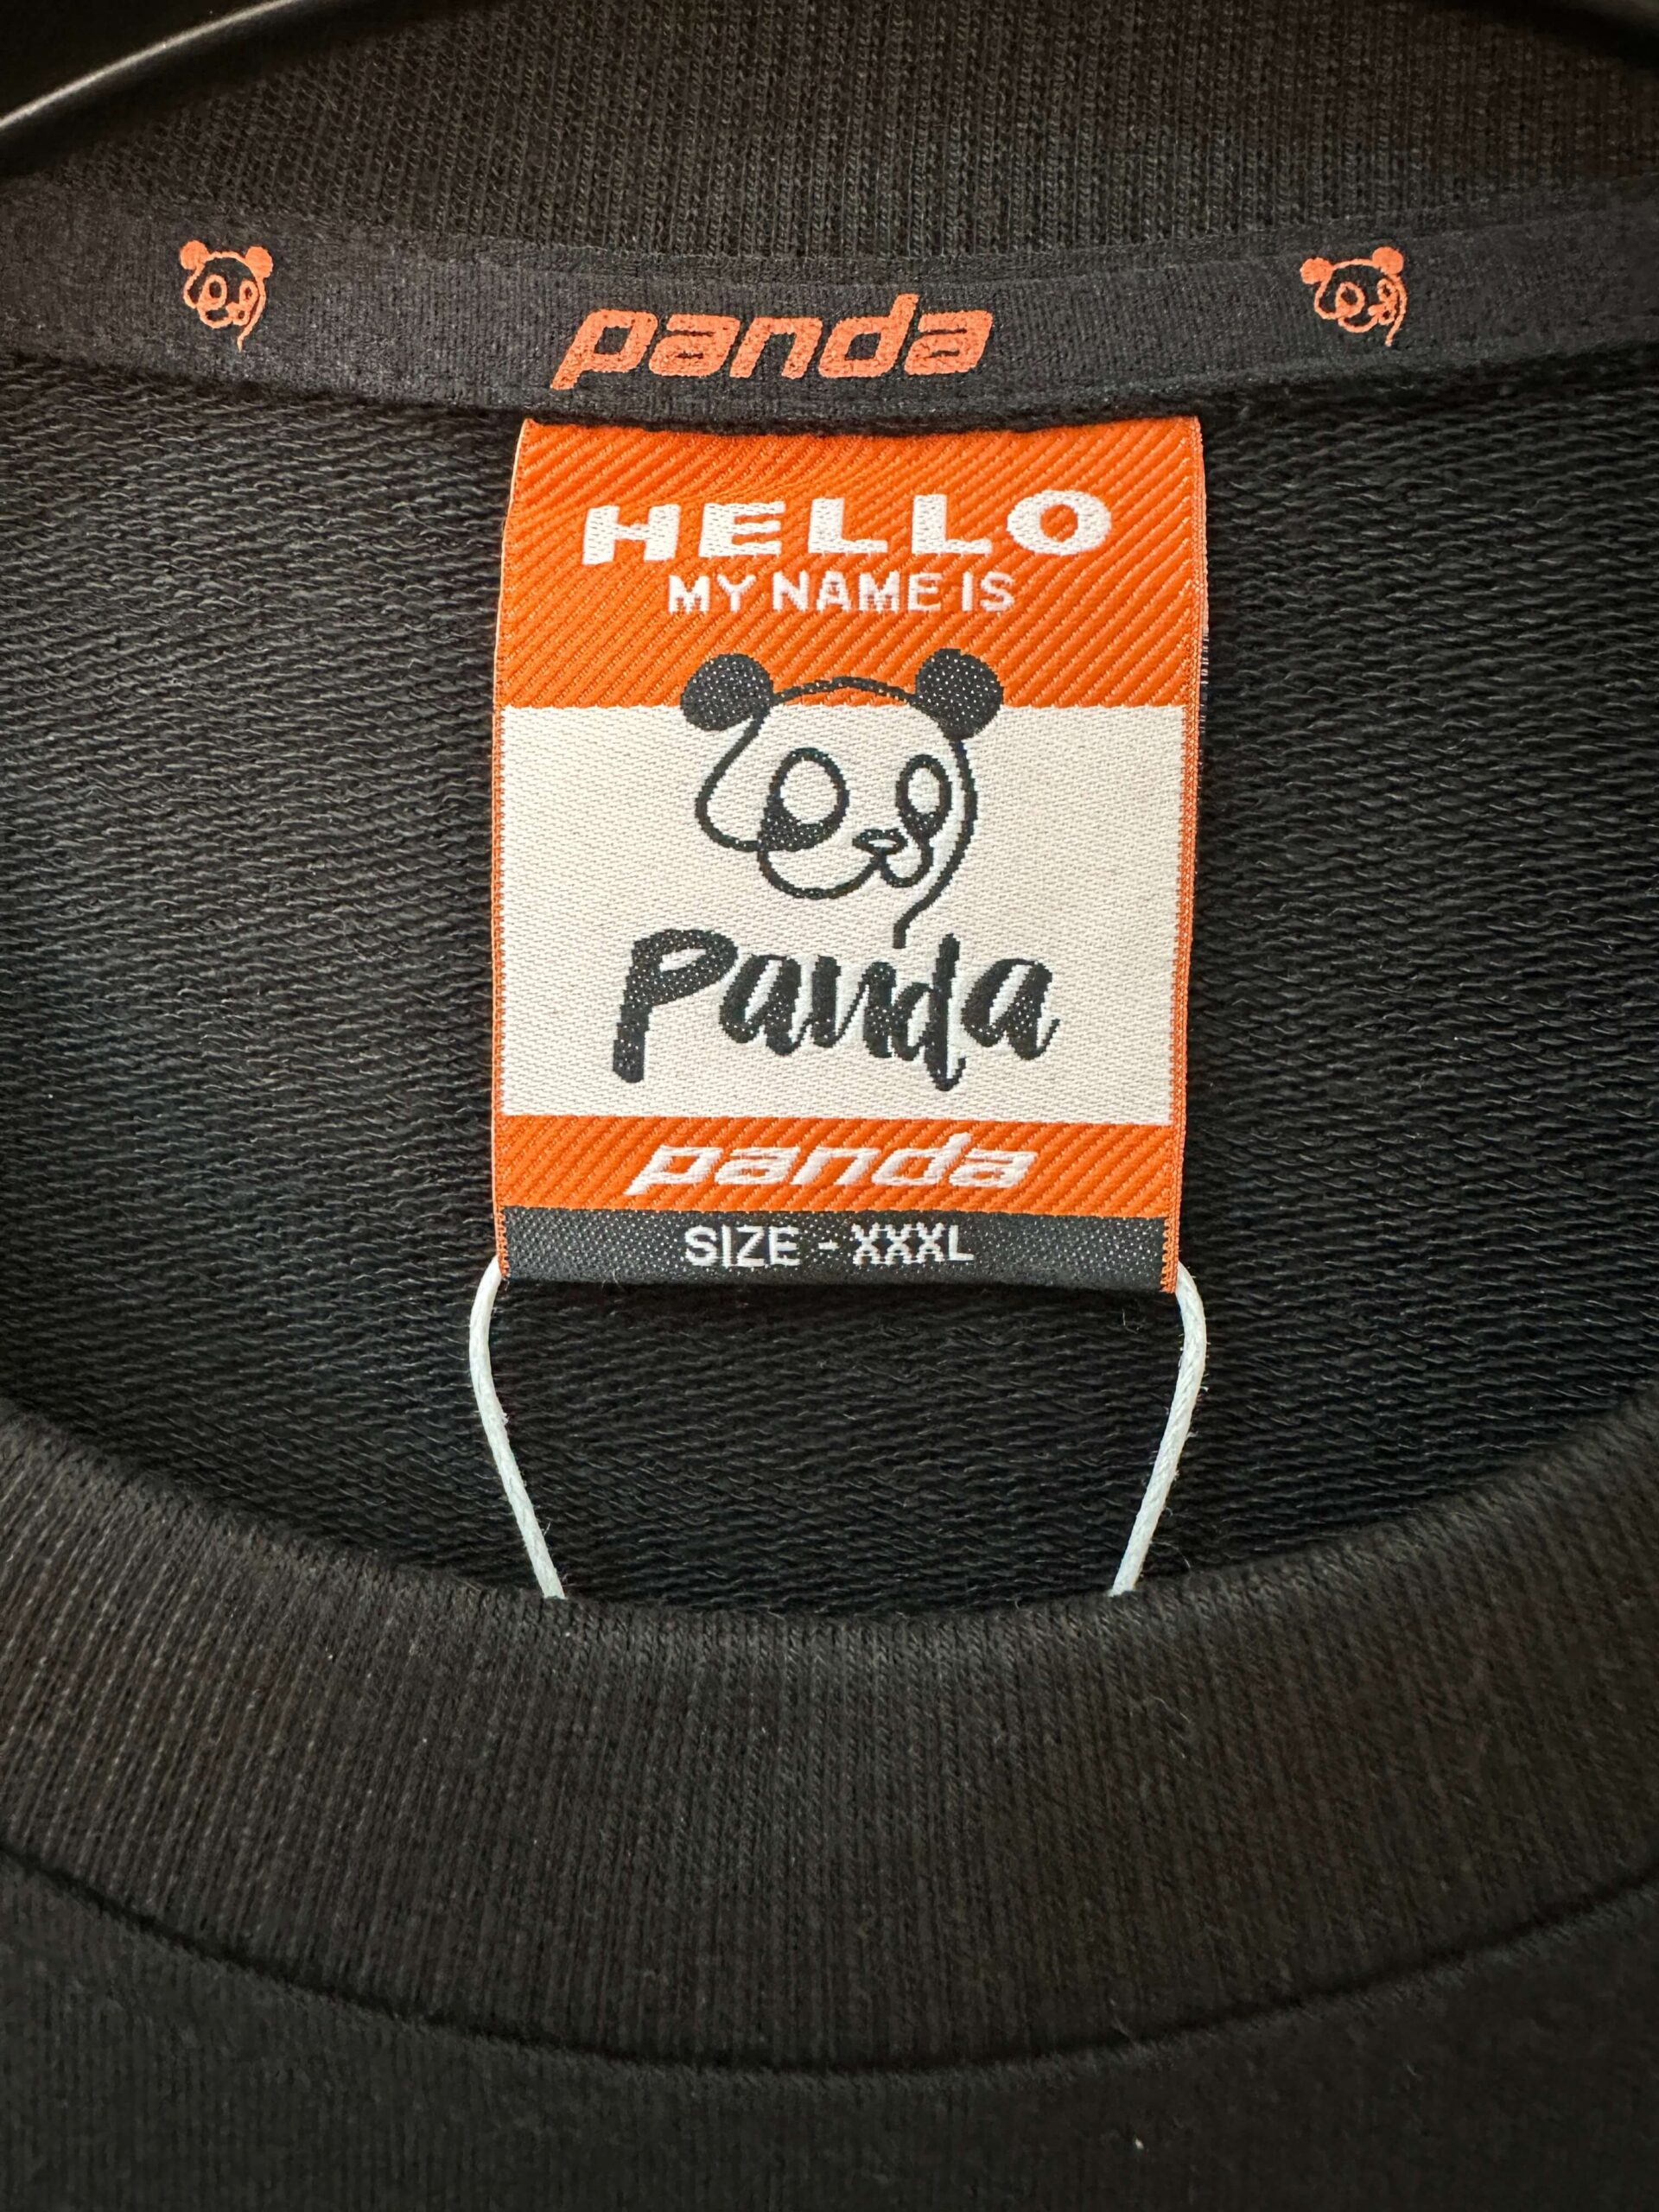 panda
HELLO
MY NAME IS
Panda
panda
SIZE - XXXL